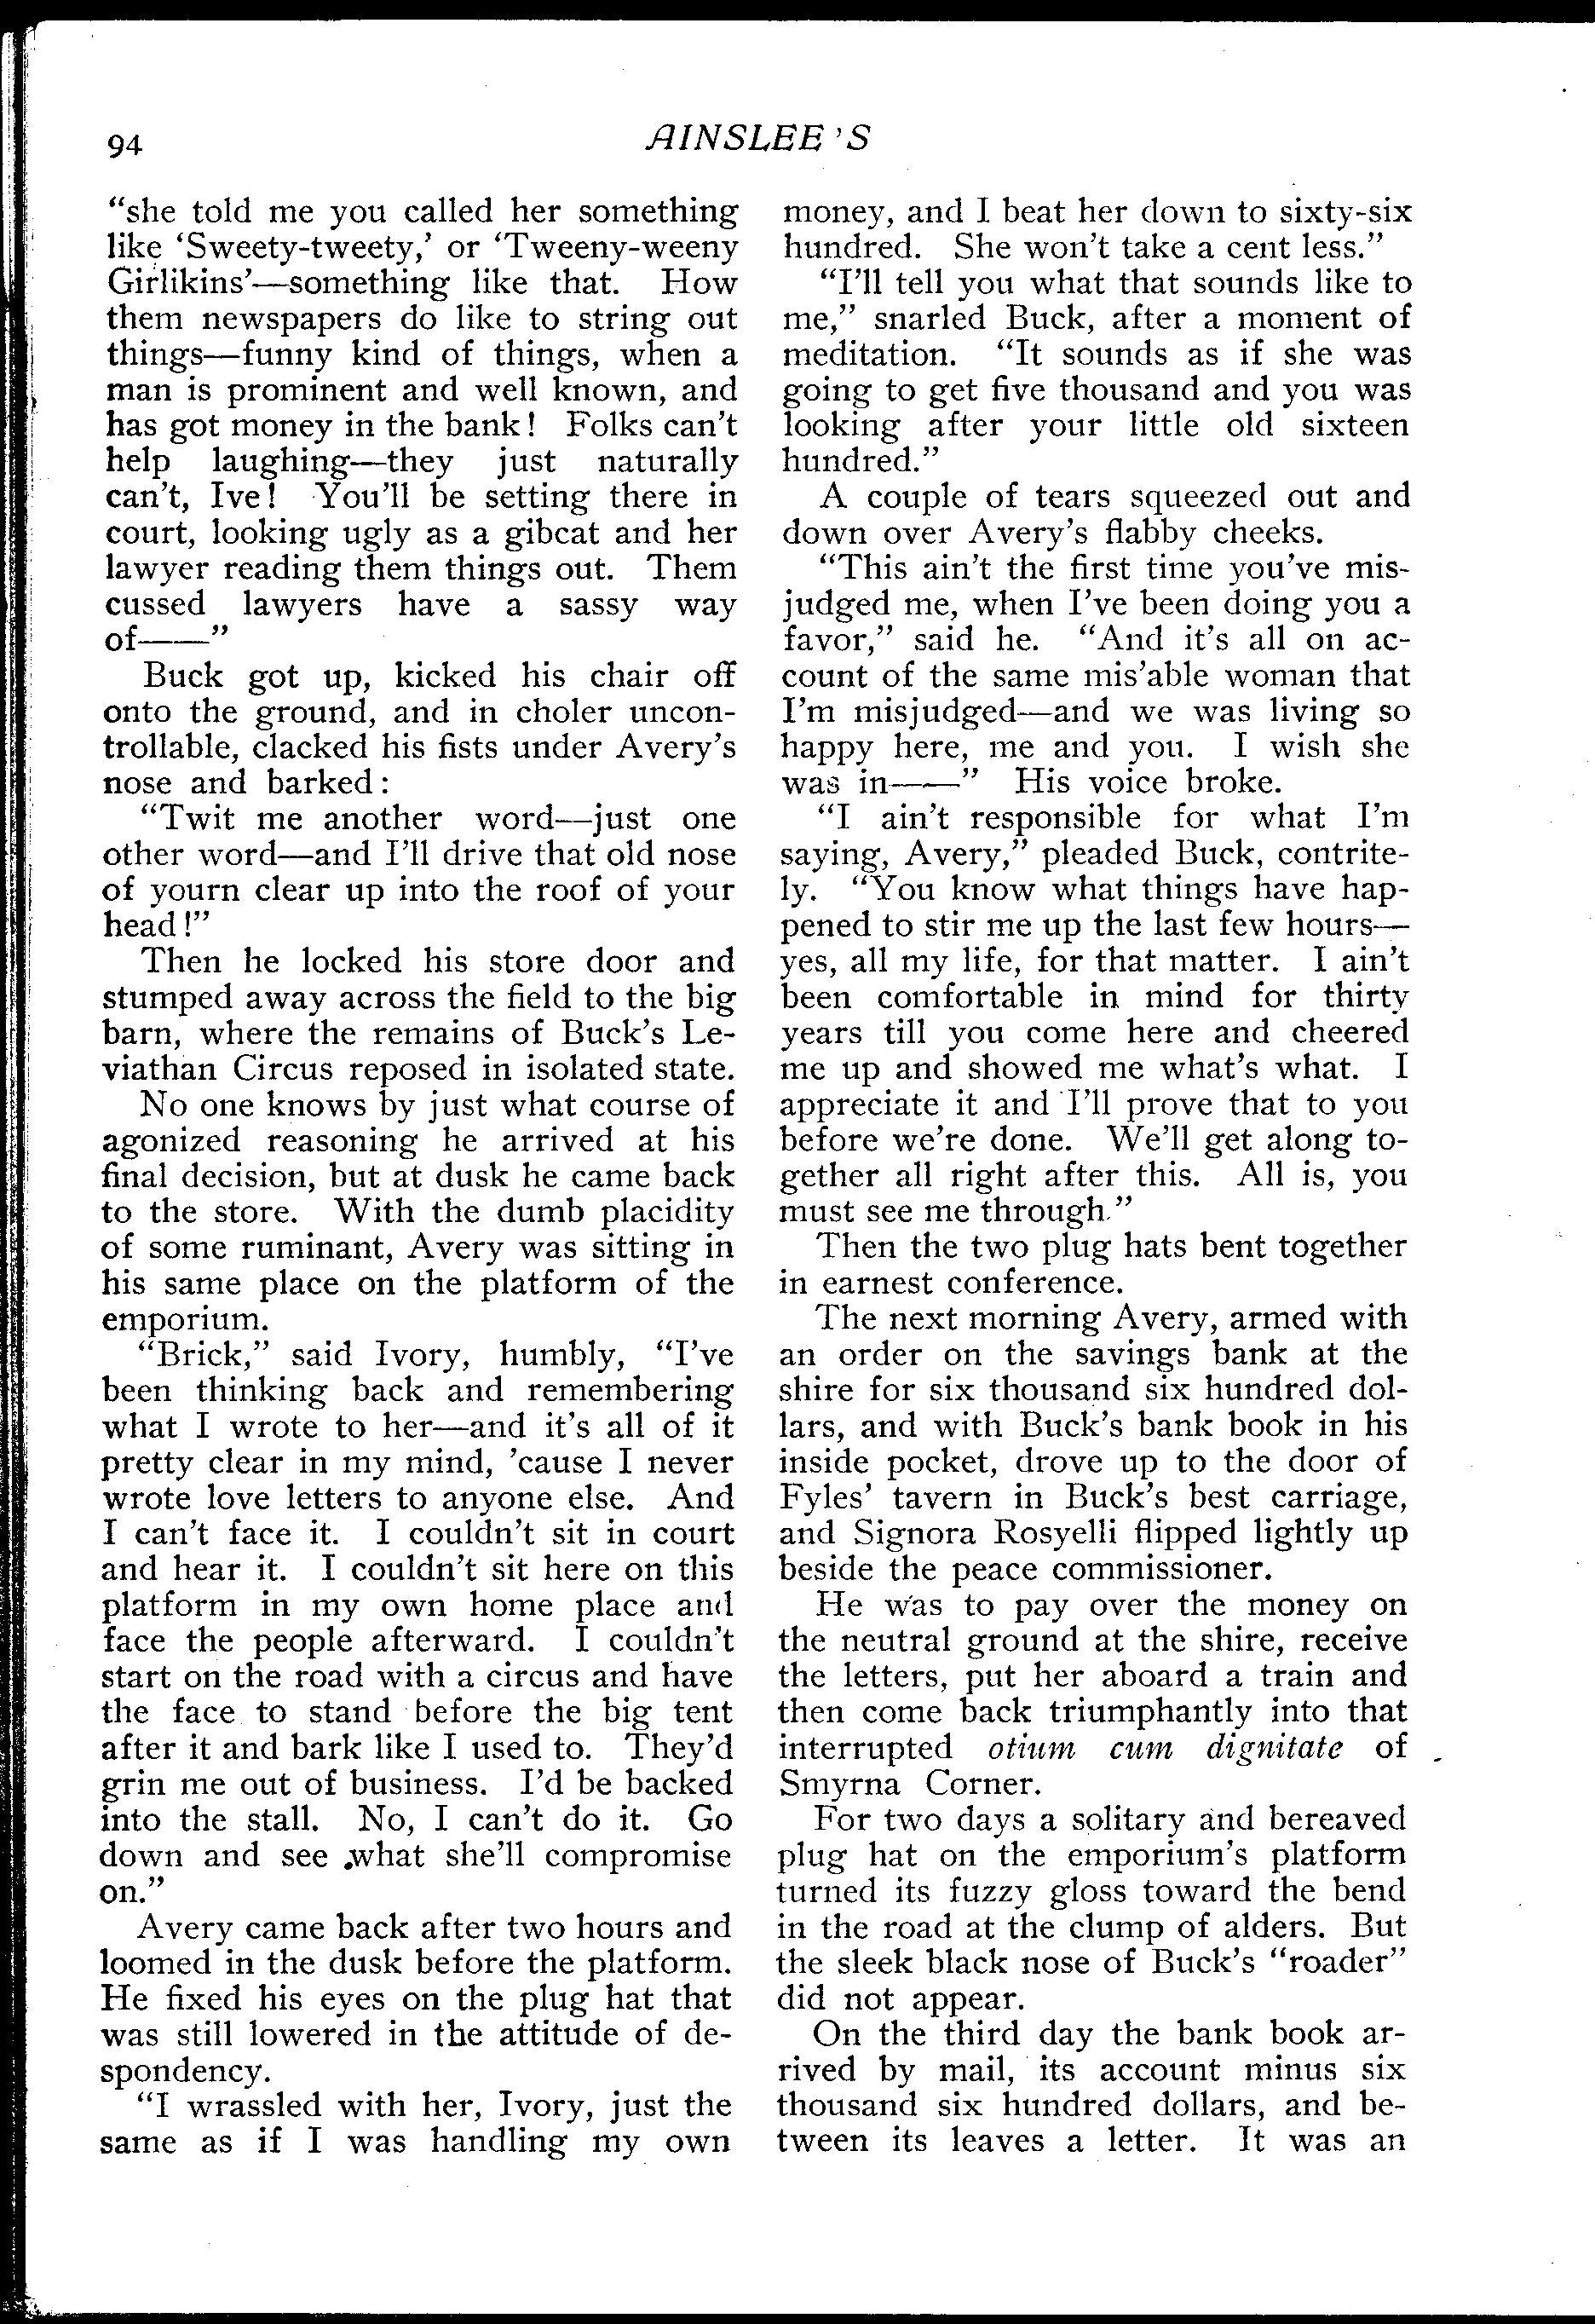 94
AINSLEE'S
“she told me you called her something
like ‘Sweety-tweety,’ or ‘Tweeny-weeny
Girlikins’—something like that. How
them newspapers do like to string out
things—funny kind of things, when a
man is prominent and well known, and
has got money in the bank! Folks can't
help laughing—they just naturally
can't, Ive! You'll be setting there in
court, looking ugly as a gibcat and her
lawyer reading them things out. Them
cussed lawyers have a sassy way
of——”
Buck got up, kicked his chair off
onto the ground, and in choler uncon-
trollable, clacked his fists under Avery's
nose and barked:
“Twit me another word—just one
other word—and I'll drive that old nose
of yourn clear up into the roof of your
head!”
Then he locked his store door and
stumped away across the field to the big
barn, where the remains of Buck's Le-
viathan Circus reposed in isolated state.
No one knows by just what course of
agonized reasoning he arrived at his
final decision, but at dusk he came back
to the store. With the dumb placidity
of some ruminant, Avery was sitting in
his same place on the platform of the
emporium.
“Brick,” said Ivory, humbly, “I've
been thinking back and remembering
what I wrote to her—and it's all of it
pretty clear in my mind, 'cause I never
wrote love letters to anyone else. And
I can't face it. I couldn't sit in court
and hear it. I couldn't sit here on this
platform in my own home place and
face the people afterward. I couldn't
start on the road with a circus and have
the face to stand before the big tent
after it and bark like I used to. They'd
grin me out of business. I'd be backed
into the stall. No, I can't do it. Go
down and see what she'll compromise
on.”
Avery came back after two hours and
loomed in the dusk before the platform.
He fixed his eyes on the plug hat that
was still lowered in the attitude of de-
spondency.
“I wrassled with her, Ivory, just the
same as if I was handling my own
money, and I beat her down to sixty-six
hundred. She won't take a cent less.”
“I'll tell you what that sounds like to
me,” snarled Buck, after a moment of
meditation. “It sounds as if she was
going to get five thousand and you was
looking after your little old sixteen
hundred.”
A couple of tears squeezed out and
down over Avery's flabby cheeks.
“This ain't the first time you've mis-
judged me, when I've been doing you a
favor,” said he. “And it's all on ac-
count of the same mis'able woman that
I'm misjudged—and we was living so
happy here, me and you. I wish she
was in——” His voice broke.
“I ain't responsible for what I'm
saying, Avery,” pleaded Buck, contrite-
ly. “You know what things have hap-
pened to stir me up the last few hours—
yes, all my life, for that matter. I ain't
been comfortable in mind for thirty
years till you come here and cheered
me up and showed me what's what. I
appreciate it and I'll prove that to you
before we're done. We'll get along to-
gether all right after this. All is, you
must see me through.”
Then the two plug hats bent together
in earnest conference.
The next morning Avery, armed with
an order on the savings bank at the
shire for six thousand six hundred dol-
lars, and with Buck's bank book in his
inside pocket, drove up to the door of
Fyles' tavern in Buck's best carriage,
and Signora Rosyelli flipped lightly up
beside the peace commissioner.
He was to pay over the money on
the neutral ground at the shire, receive
the letters, put her aboard a train and
then come back triumphantly into that
interrupted otium cum dignitate of
Smyrna Corner.
For two days a solitary and bereaved
plug hat on the emporium's platform
turned its fuzzy gloss toward the bend
in the road at the clump of alders. But
the sleek black nose of Buck's “roader”
did not appear.
On the third day the bank book ar-
rived by mail, its account minus six
thousand six hundred dollars, and be-
tween its leaves a letter. It was an